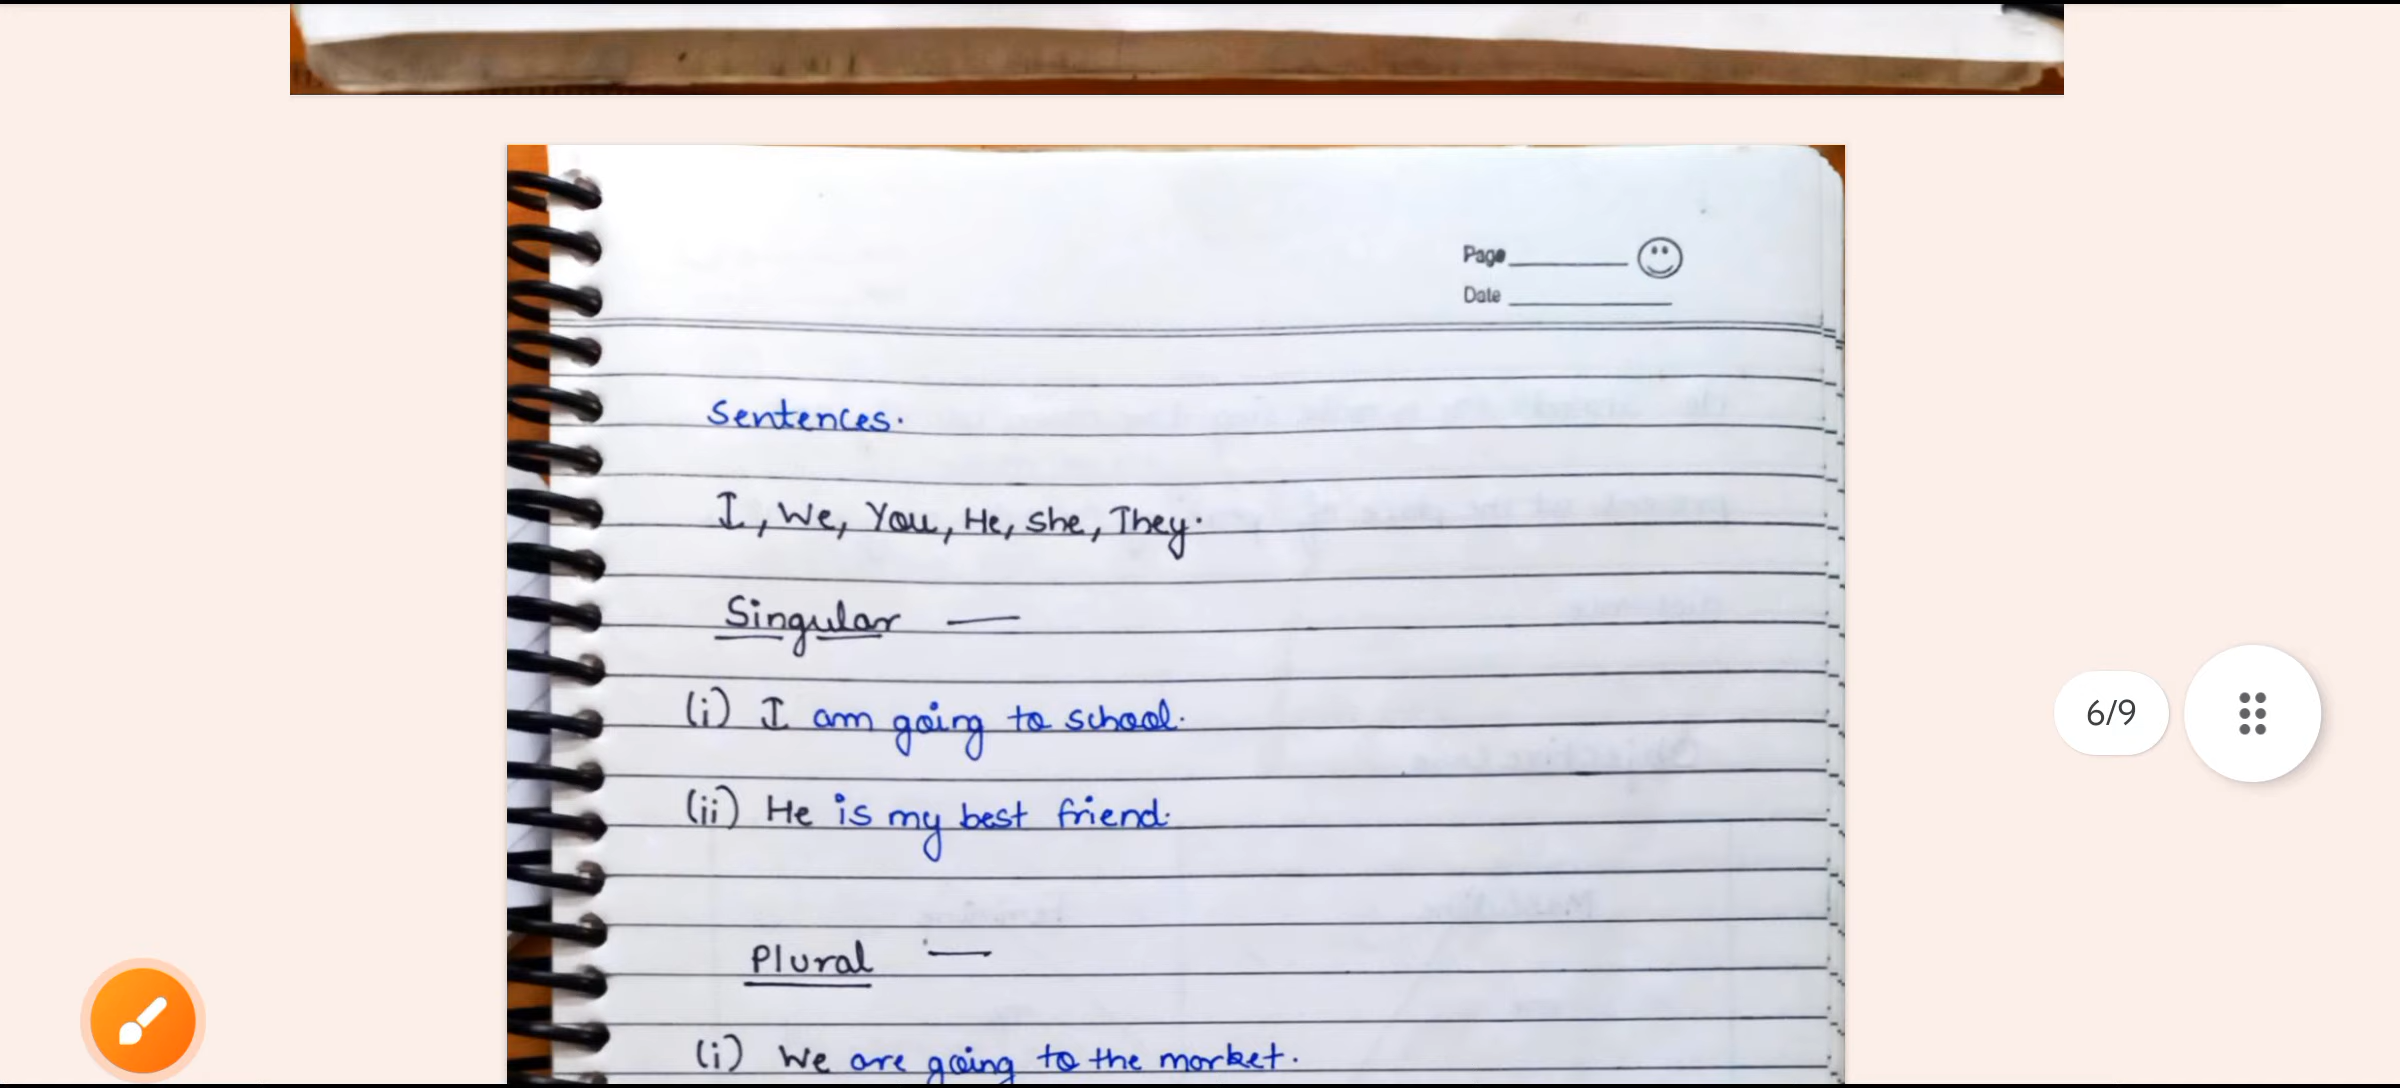 Page
Date
Sentences.
I, We, You, He, She, They.
Singular —
(i) I am going to school.
(ii) He is my best friend.
Plural —
(i) We are going to the market.
6/9